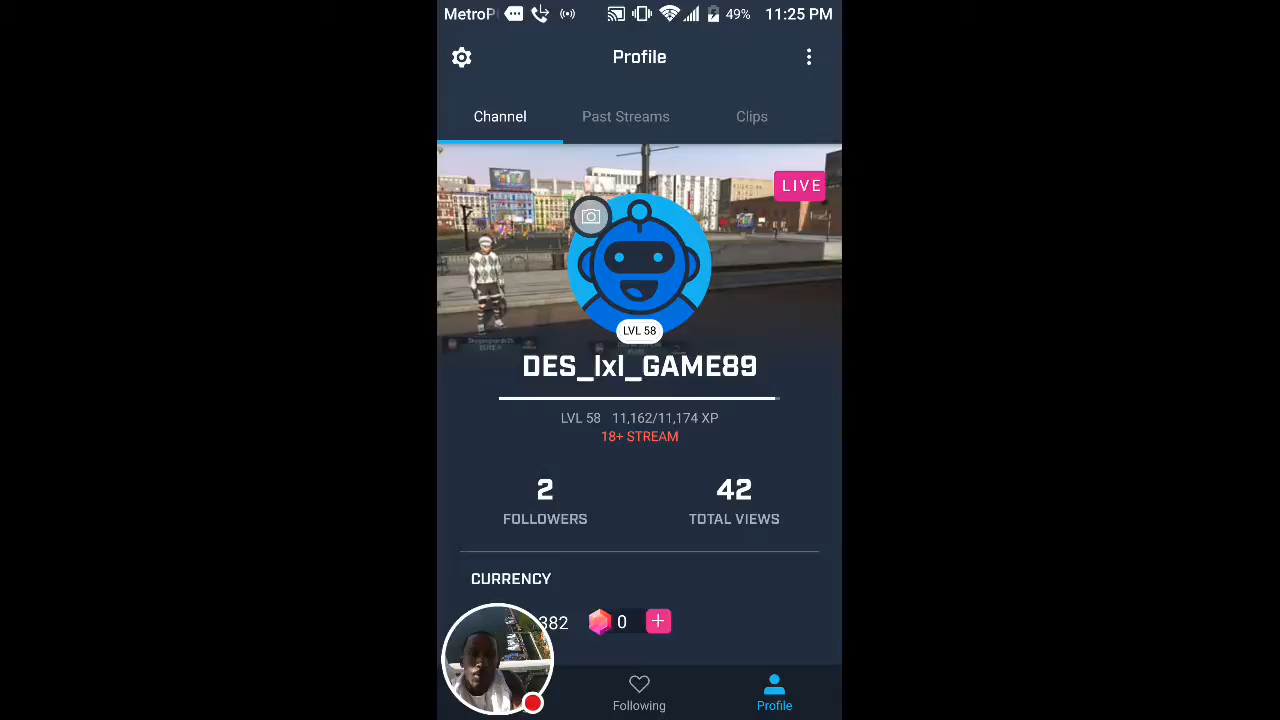 MetroP 49% 11:25 PM
Profile
Channel Past Streams Clips
LIVE
LVL 58
DES_lxl_GAME89
LVL 58 11,162/11,174 XP
18+ STREAM
2 42
FOLLOWERS TOTAL VIEWS
CURRENCY
382 0 +
Following Profile